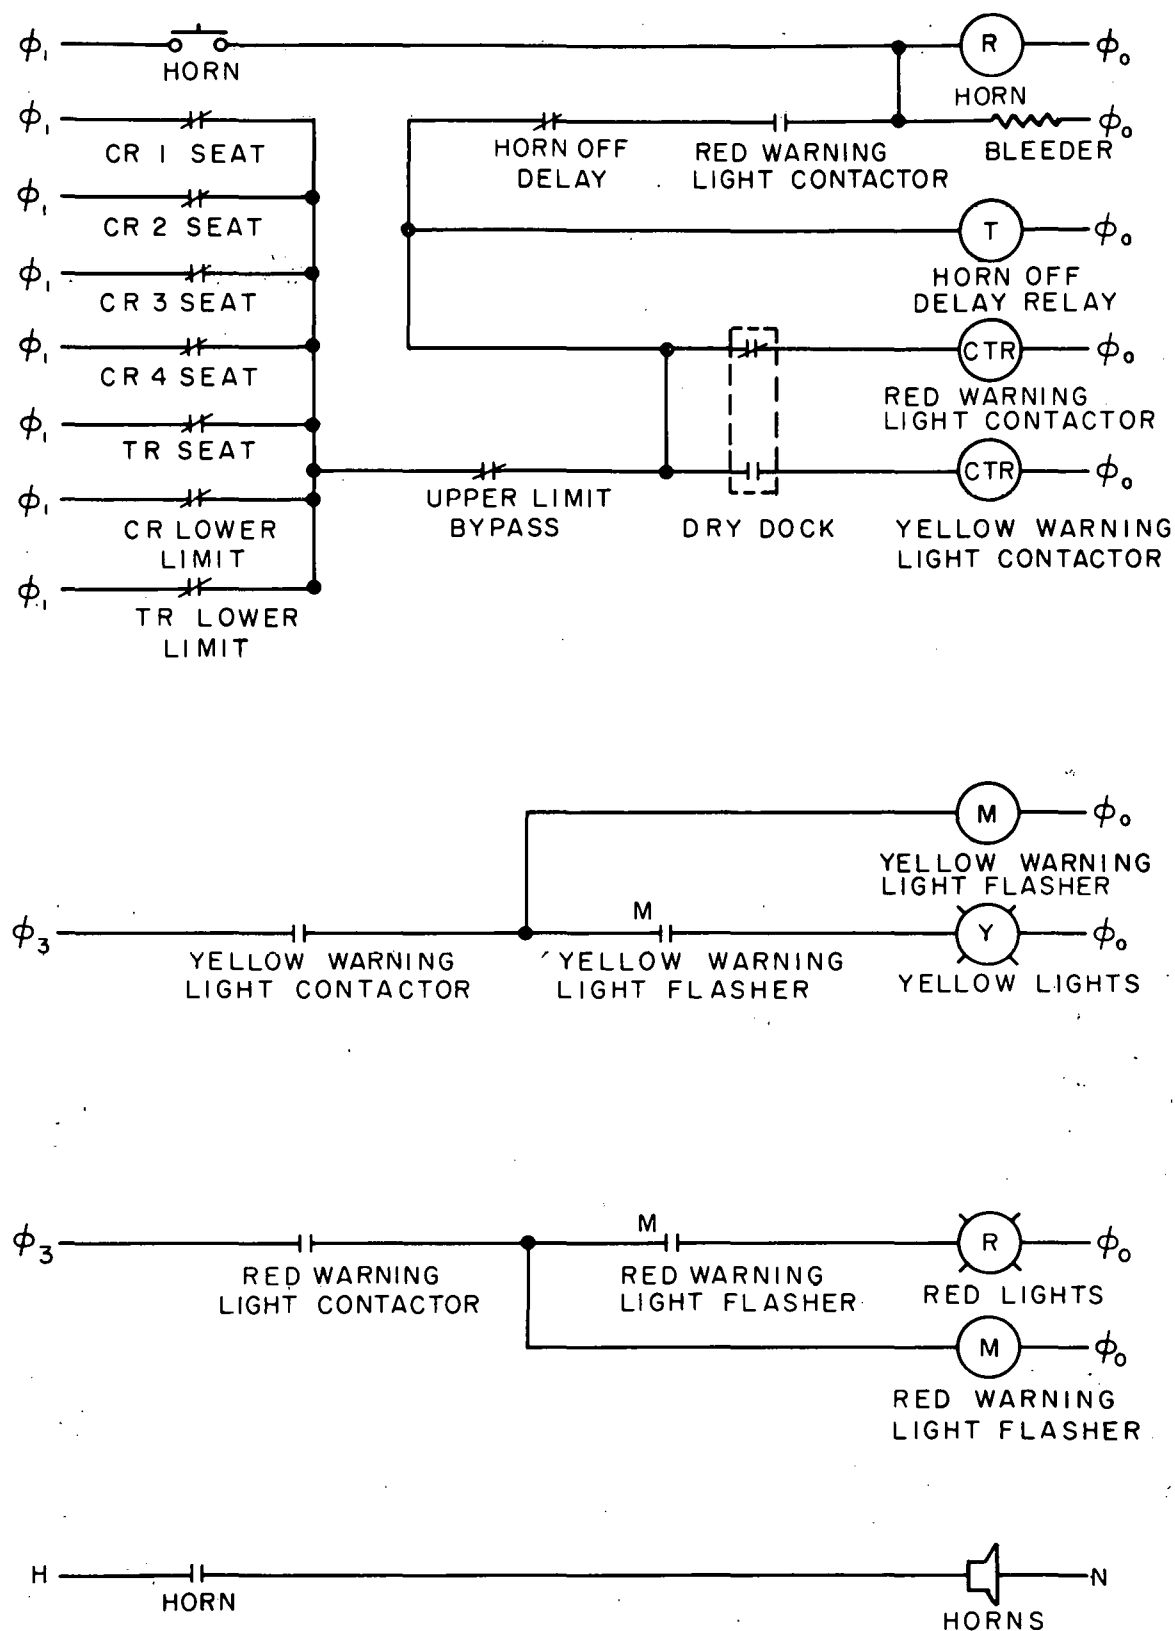 ϕ₁ R ϕ₀
HORN
HORN
ϕ₁ ϕ₀
CR 1 SEAT
HORN OFF
DELAY
RED WARNING
LIGHT CONTACTOR
BLEEDER
ϕ₁
CR 2 SEAT
T ϕ₀
HORN OFF
DELAY RELAY
ϕ₁
CR 3 SEAT
ϕ₁
CR 4 SEAT
CTR ϕ₀
RED WARNING
LIGHT CONTACTOR
ϕ₁
TR SEAT
CTR ϕ₀
UPPER LIMIT
BYPASS
DRY DOCK
YELLOW WARNING
LIGHT CONTACTOR
ϕ₁
CR LOWER
LIMIT
ϕ₁
TR LOWER
LIMIT
M ϕ₀
YELLOW WARNING
LIGHT FLASHER
ϕ₃ M Y ϕ₀
YELLOW WARNING
LIGHT CONTACTOR
YELLOW WARNING
LIGHT FLASHER
YELLOW LIGHTS
ϕ₃ M R ϕ₀
RED WARNING
LIGHT CONTACTOR
RED WARNING
LIGHT FLASHER
RED LIGHTS
M ϕ₀
RED WARNING
LIGHT FLASHER
H N
HORN
HORNS